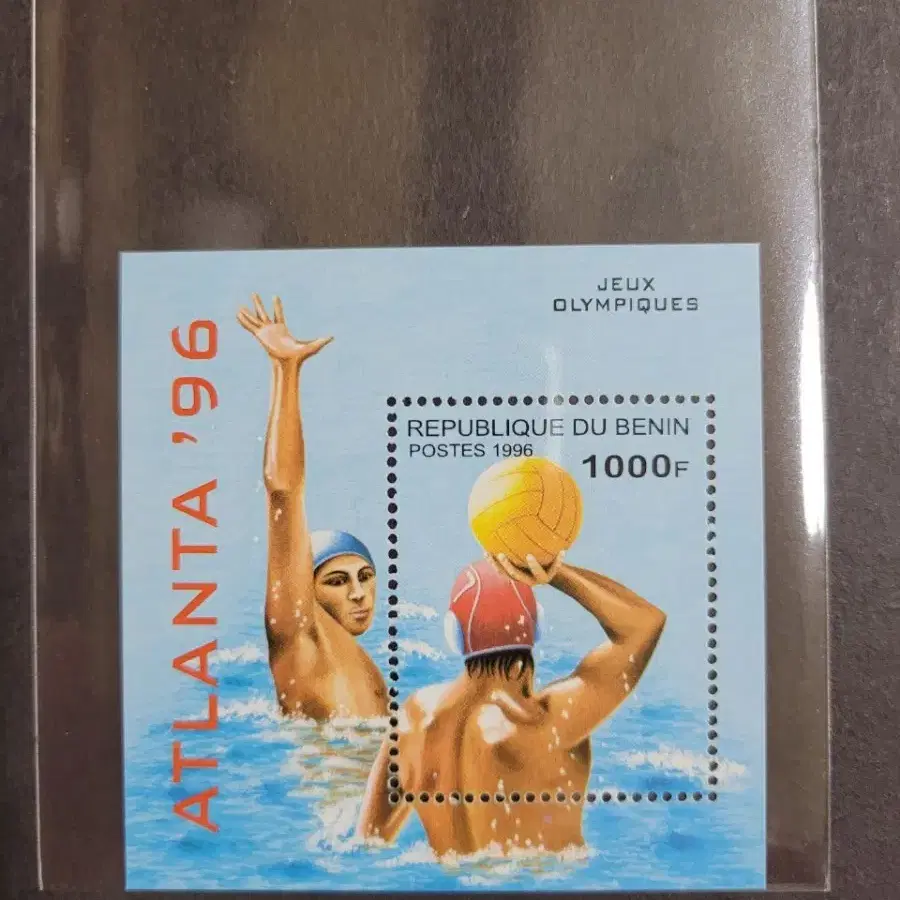 JEUX
OLYMPIQUES
ATLANTA '96
REPUBLIQUE DU BENIN
POSTES 1996
1000F